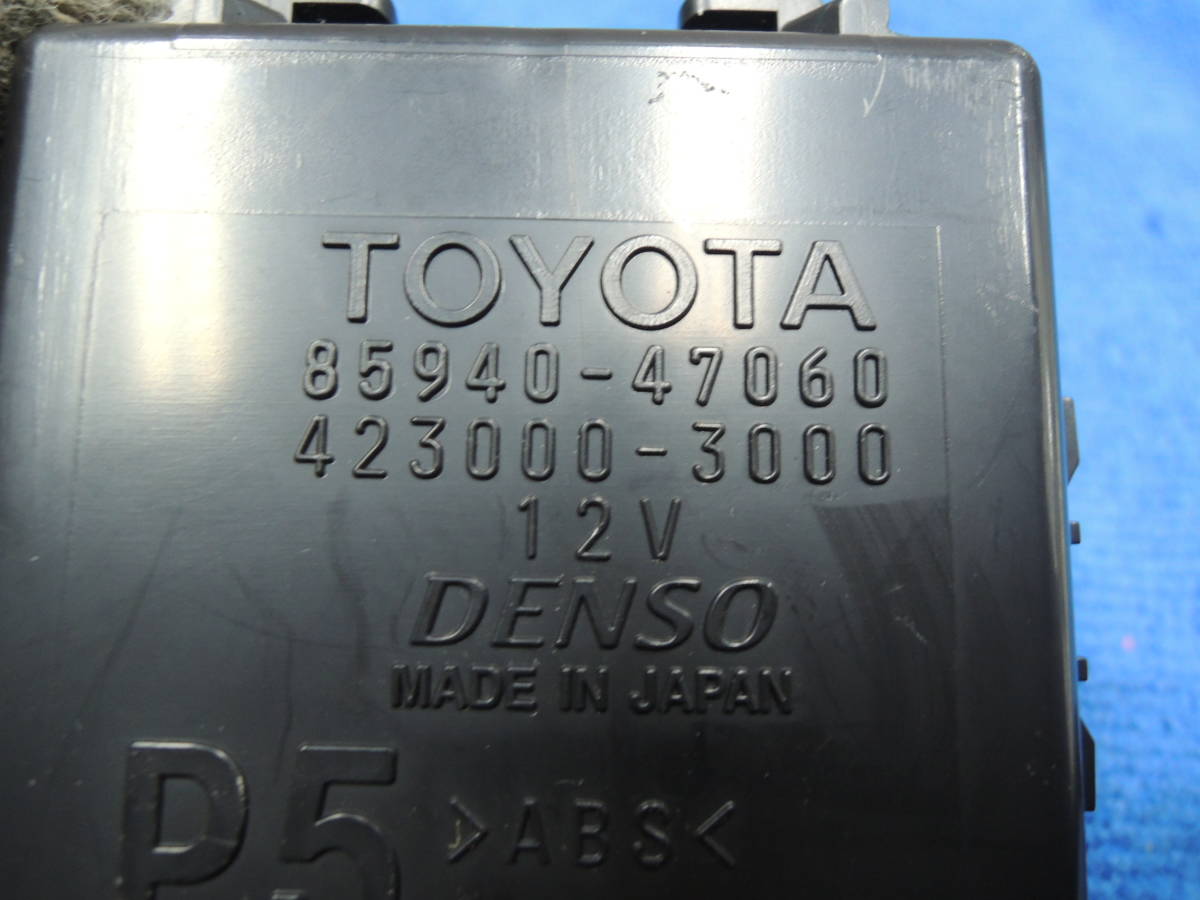 TOYOTA
85940-47060
423000-3000
12V
DENSO
MADE IN JAPAN
P5
>ABS<